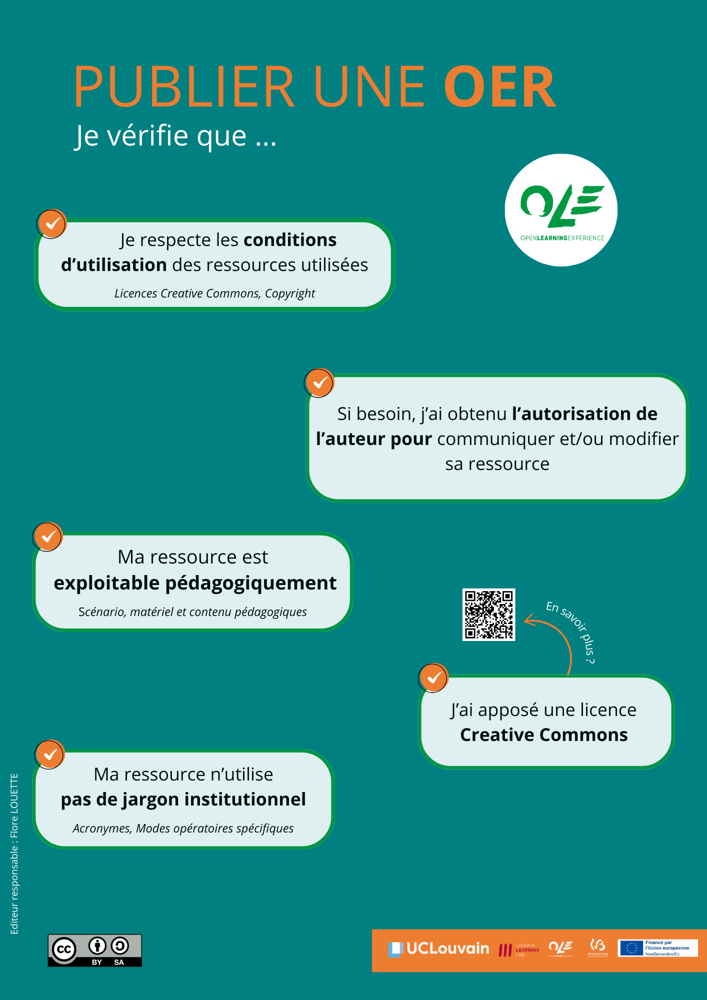 PUBLIER UNE OER
Je vérifie que ...
OLE
OPENLEARNINGEXPERIENCE
Je respecte les conditions
d’utilisation des ressources utilisées
Licences Creative Commons, Copyright
Si besoin, j’ai obtenu l’autorisation de
l’auteur pour communiquer et/ou modifier
sa ressource
Ma ressource est
exploitable pédagogiquement
Scénario, matériel et contenu pédagogiques
En savoir plus ?
J’ai apposé une licence
Creative Commons
Ma ressource n’utilise
pas de jargon institutionnel
Acronymes, Modes opératoires spécifiques
Editeur responsable : Flore LOUETTE
cc
BY SA
UCLouvain
LOUVAIN
LEARNING
LAB
OLE
OPENLEARNINGEXPERIENCE
FÉDÉRATION
WALLONIE-BRUXELLES
Financé par
l’Union européenne
NextGenerationEU